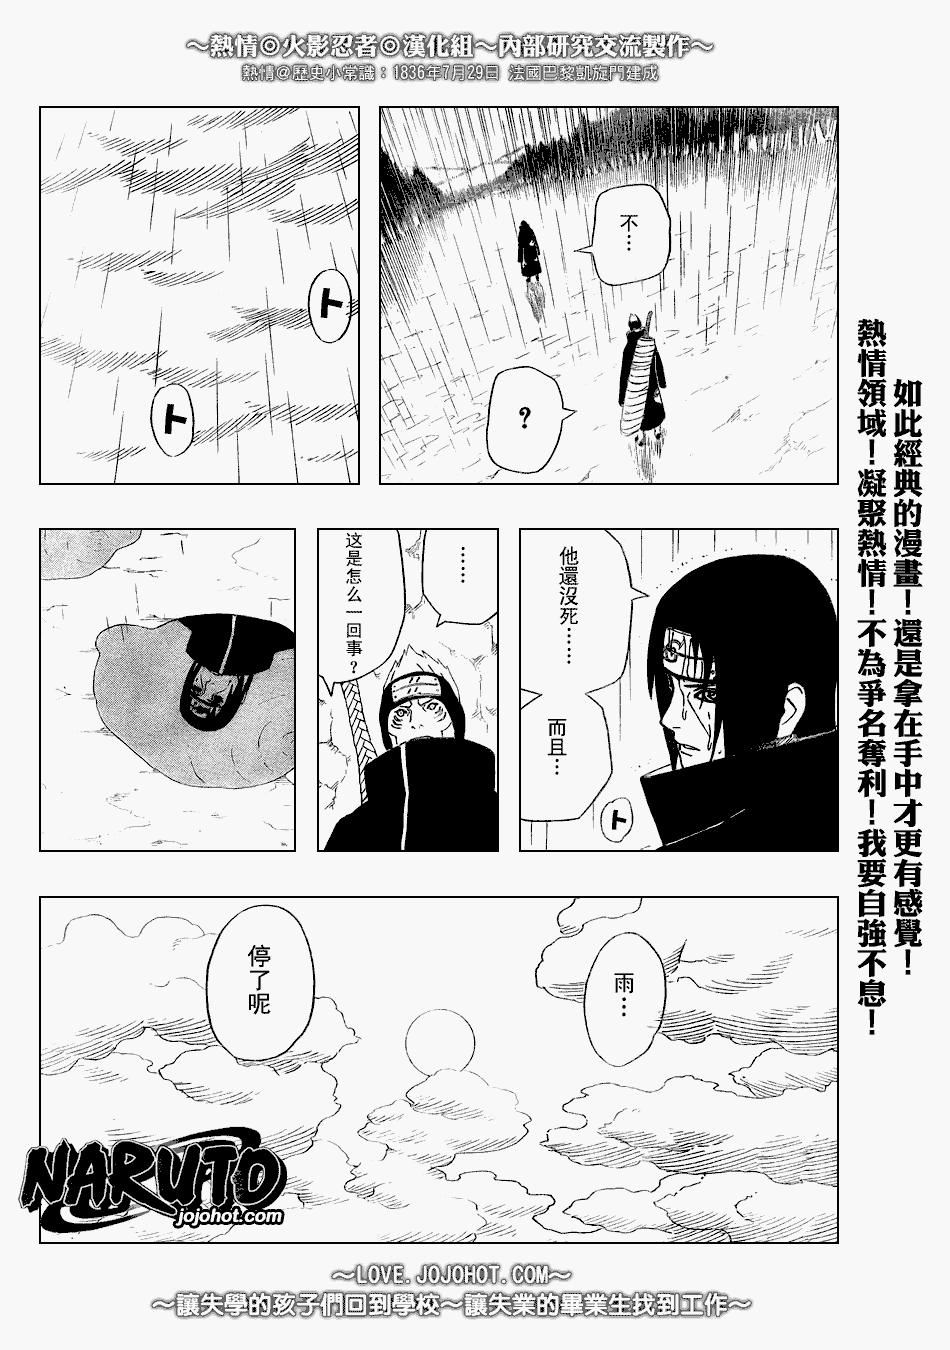 ～熱情◎火影忍者◎漢化組～內部研究交流製作～
熱情@歷史小常識：1836年7月29日 法國巴黎凱旋門建成
不…
？
ト
ト
他還沒死……
而且…
ト
……
这是怎么一回事？
雨…
停了呢
如此經典的漫畫！還是拿在手中才更有感覺！
熱情領域！凝聚熱情！不為爭名奪利！我要自強不息！
NARUTO
jojohot.com
～LOVE.JOJOHOT.COM～
～讓失學的孩子們回到學校～讓失業的畢業生找到工作～